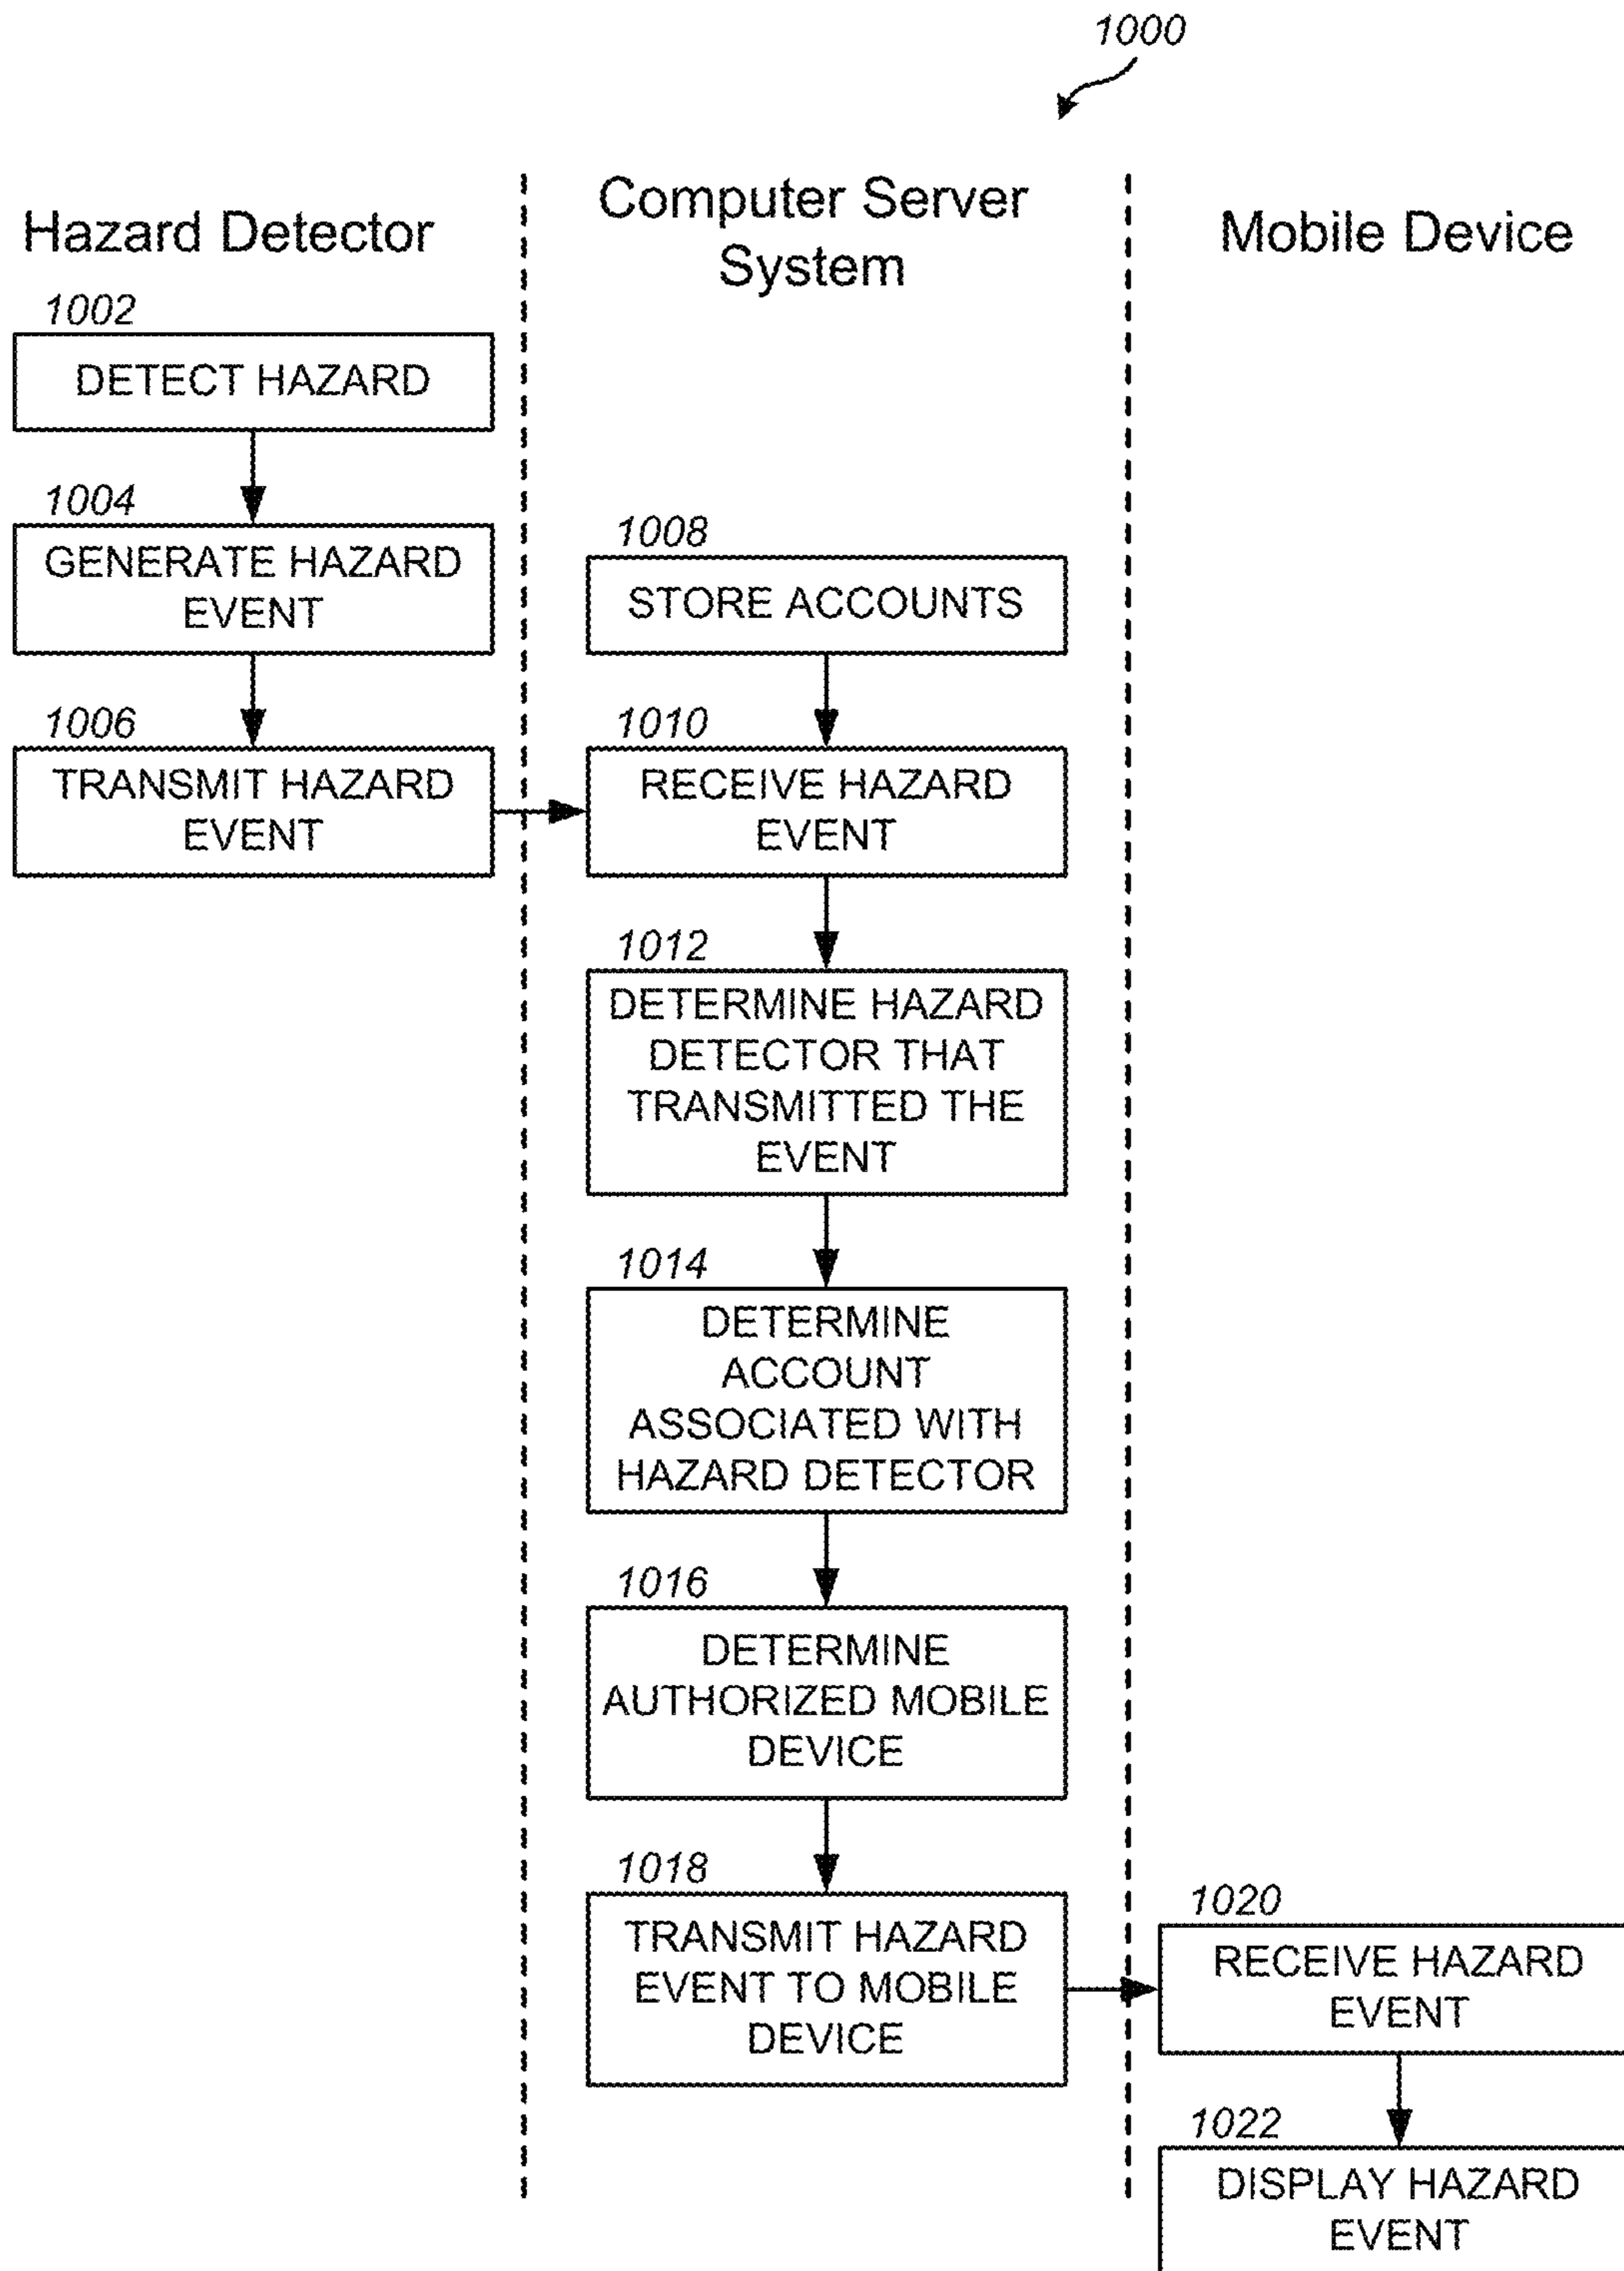 1000
Hazard Detector
Computer Server
System
Mobile Device
1002
DETECT HAZARD
1004
GENERATE HAZARD
EVENT
1006
TRANSMIT HAZARD
EVENT
1008
STORE ACCOUNTS
1010
RECEIVE HAZARD
EVENT
1012
DETERMINE HAZARD
DETECTOR THAT
TRANSMITTED THE
EVENT
1014
DETERMINE
ACCOUNT
ASSOCIATED WITH
HAZARD DETECTOR
1016
DETERMINE
AUTHORIZED MOBILE
DEVICE
1018
TRANSMIT HAZARD
EVENT TO MOBILE
DEVICE
1020
RECEIVE HAZARD
EVENT
1022
DISPLAY HAZARD
EVENT